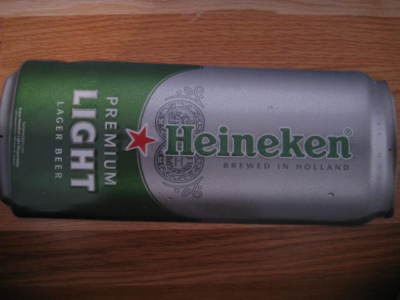 PREMIUM
LIGHT
LAGER BEER
Heineken®
BREWED IN HOLLAND